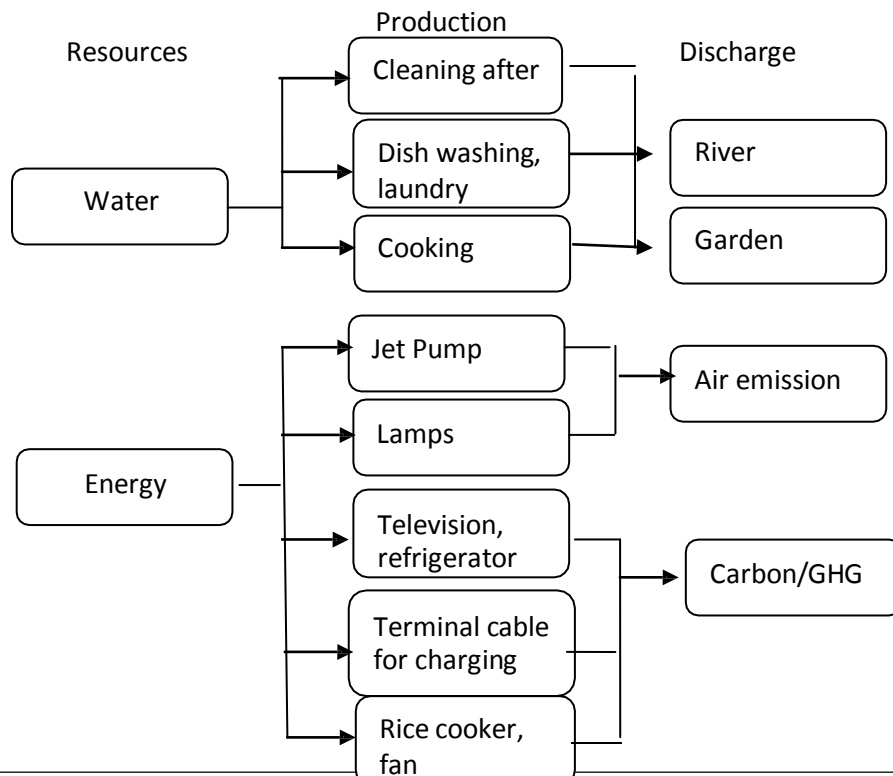 Resources
Production
Discharge
Cleaning after
Dish washing,
laundry
Cooking
Water
River
Garden
Jet Pump
Lamps
Television,
refrigerator
Terminal cable
for charging
Rice cooker,
fan
Energy
Air emission
Carbon/GHG